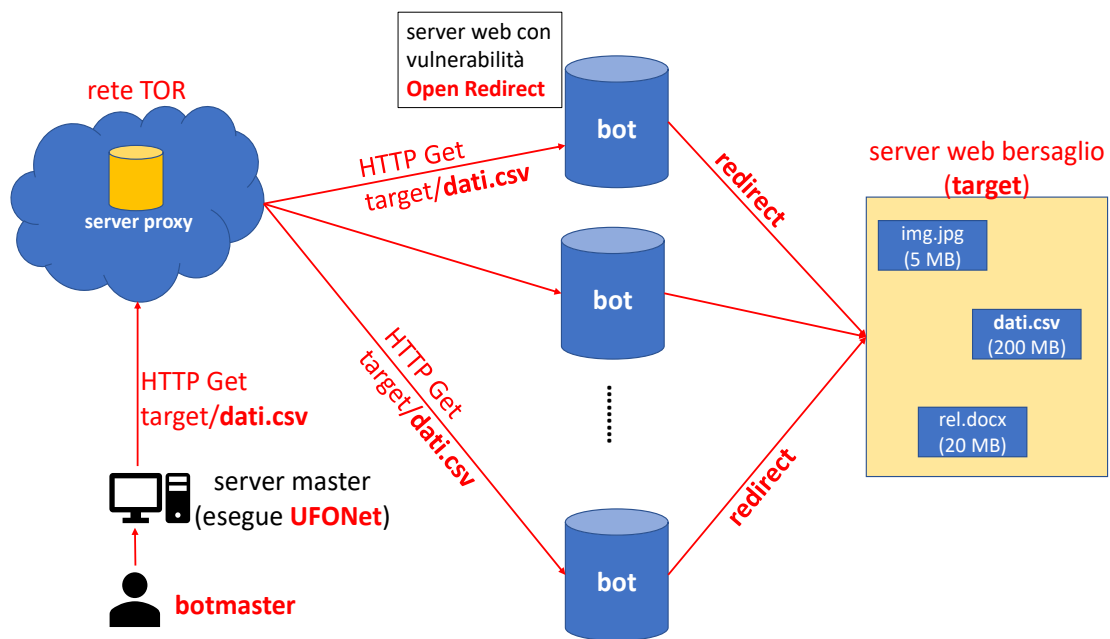 server web con
vulnerabilità
Open Redirect
rete TOR
server proxy
HTTP Get
target/dati.csv
bot
redirect
server web bersaglio
(target)
img.jpg
(5 MB)
dati.csv
(200 MB)
rel.docx
(20 MB)
bot
HTTP Get
target/dati.csv
HTTP Get
target/dati.csv
redirect
bot
server master
(esegue UFONet)
botmaster